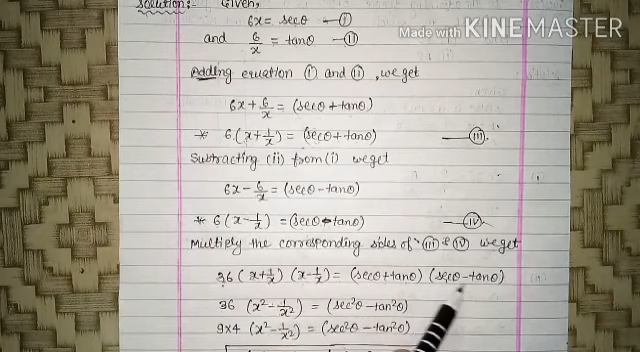 Solution:- Given,
6x = secθ —(I)
Made with KINEMASTER
and 6/x = tanθ —(II)
Adding equation (I) and (II), we get
6x + 6/x = (secθ + tanθ)
* 6.(x + 1/x) = (secθ + tanθ) —(III)
Subtracting (ii) from (i) we get
6x - 6/x = (secθ - tanθ)
* 6(x - 1/x) = (secθ - tanθ) —(IV)
Multiply the corresponding sides of (III) & (IV) we get
36 (x + 1/x) (x - 1/x) = (secθ + tanθ) (secθ - tanθ)
36 (x² - 1/x²) = (sec²θ - tan²θ)
9×4 (x² - 1/x²) = (sec²θ - tan²θ)